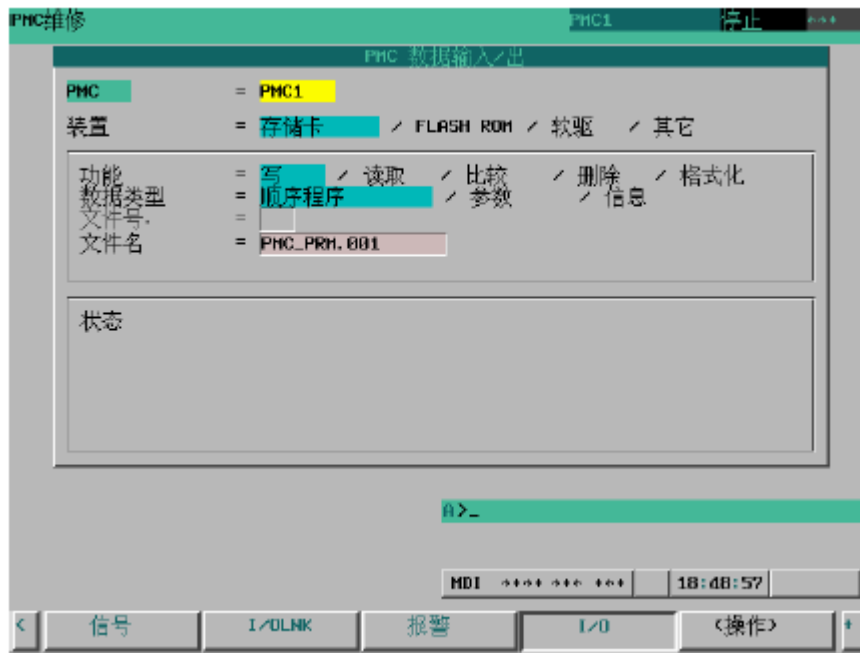 PMC维修 PMC1 停止 ***
PMC 数据输入/出
PMC = PMC1
装置 = 存储卡 / FLASH ROM / 软驱 / 其它
功能 = 写 / 读取 / 比较 / 删除 / 格式化
数据类型 = 顺序程序 / 参数 / 信息
文件号. =
文件名 = PMC_PRM.001
状态
A>_
MDI **** *** *** 18:48:57
< 信号 I/OLNK 报警 I/O (操作) +